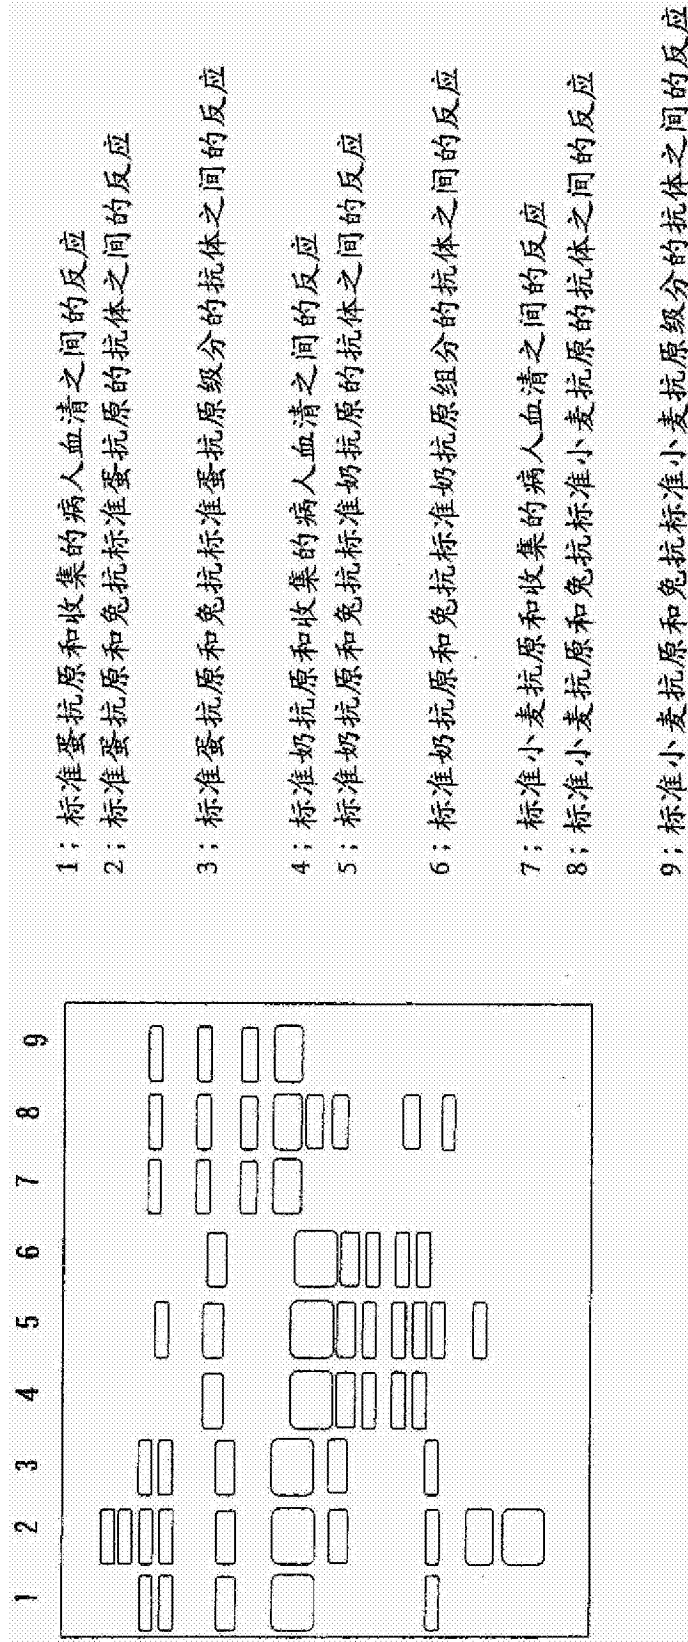 1 2 3 4 5 6 7 8 9
1；标准蛋抗原和收集的病人血清之间的反应
2；标准蛋抗原和兔抗标准蛋抗原的抗体之间的反应
3；标准蛋抗原和兔抗标准蛋抗原级分的抗体之间的反应
4；标准奶抗原和收集的病人血清之间的反应
5；标准奶抗原和兔抗标准奶抗原的抗体之间的反应
6；标准奶抗原和兔抗标准奶抗原组分的抗体之间的反应
7；标准小麦抗原和收集的病人血清之间的反应
8；标准小麦抗原和兔抗标准小麦抗原的抗体之间的反应
9；标准小麦抗原和兔抗标准小麦抗原级分的抗体之间的反应